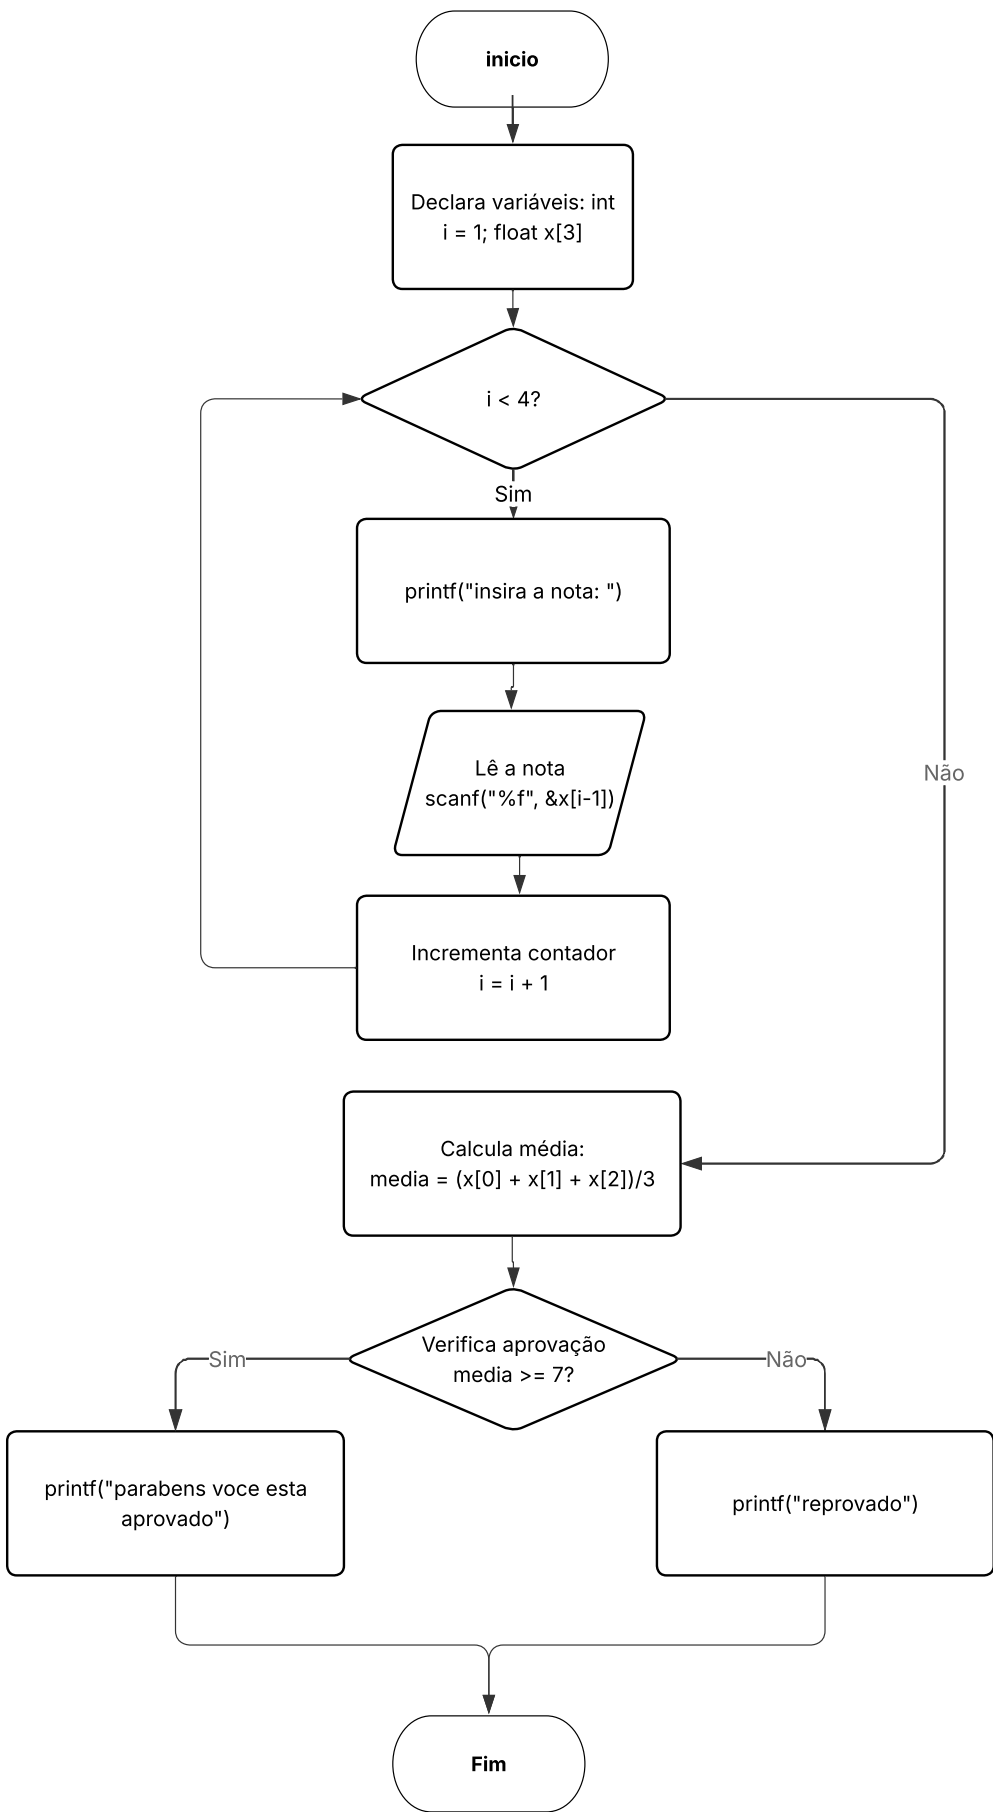 inicio
Declara variáveis: int
i = 1; float x[3]
i < 4?
Sim
printf("insira a nota: ")
Lê a nota
scanf("%f", &x[i-1])
Não
Incrementa contador
i = i + 1
Calcula média:
media = (x[0] + x[1] + x[2])/3
Verifica aprovação
media >= 7?
Sim
Não
printf("parabens voce esta
aprovado")
printf("reprovado")
Fim